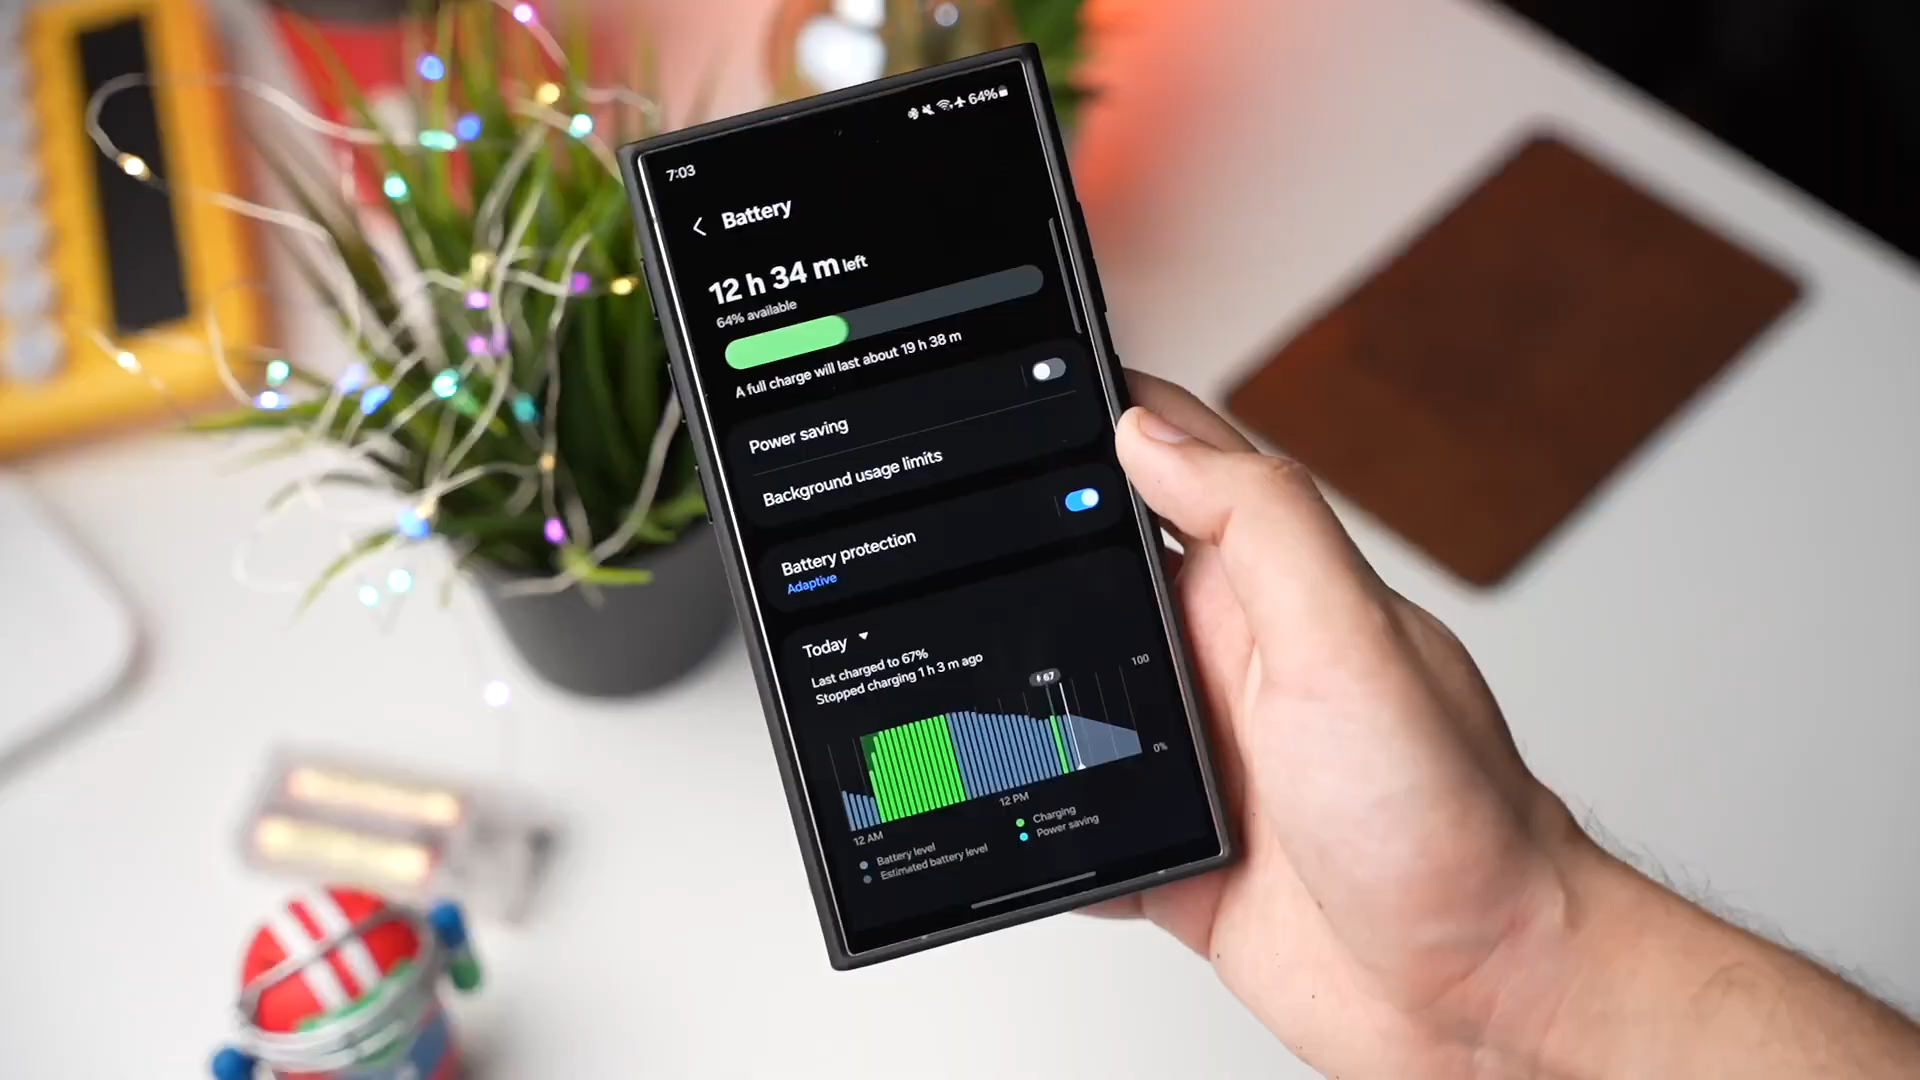 64%
7:03
Battery
12 h 34 m left
64% available
A full charge will last about 19 h 38 m
Power saving
Background usage limits
Battery protection
Adaptive
Today
Last charged to 67%
Stopped charging 1 h 3 m ago
67
100
0%
12 AM
12 PM
Battery level
Charging
Estimated battery level
Power saving